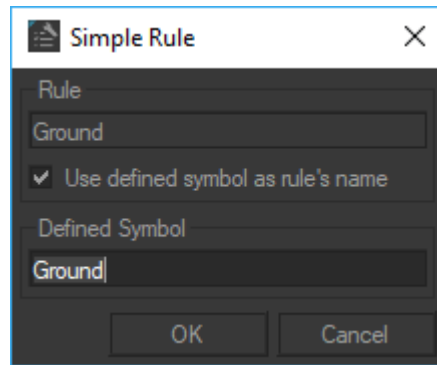 Simple Rule
Rule
Ground
Use defined symbol as rule's name
Defined Symbol
Ground
OK Cancel